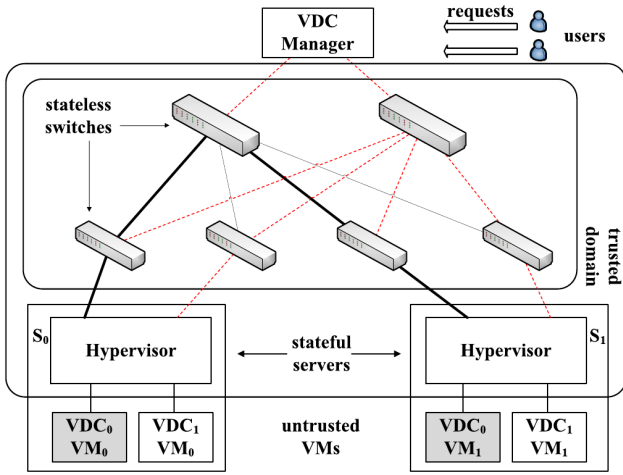 VDC
Manager
requests
users
stateless
switches
trusted
domain
S₀
Hypervisor
stateful
servers
Hypervisor
S₁
VDC₀
VM₀
VDC₁
VM₀
untrusted
VMs
VDC₀
VM₁
VDC₁
VM₁